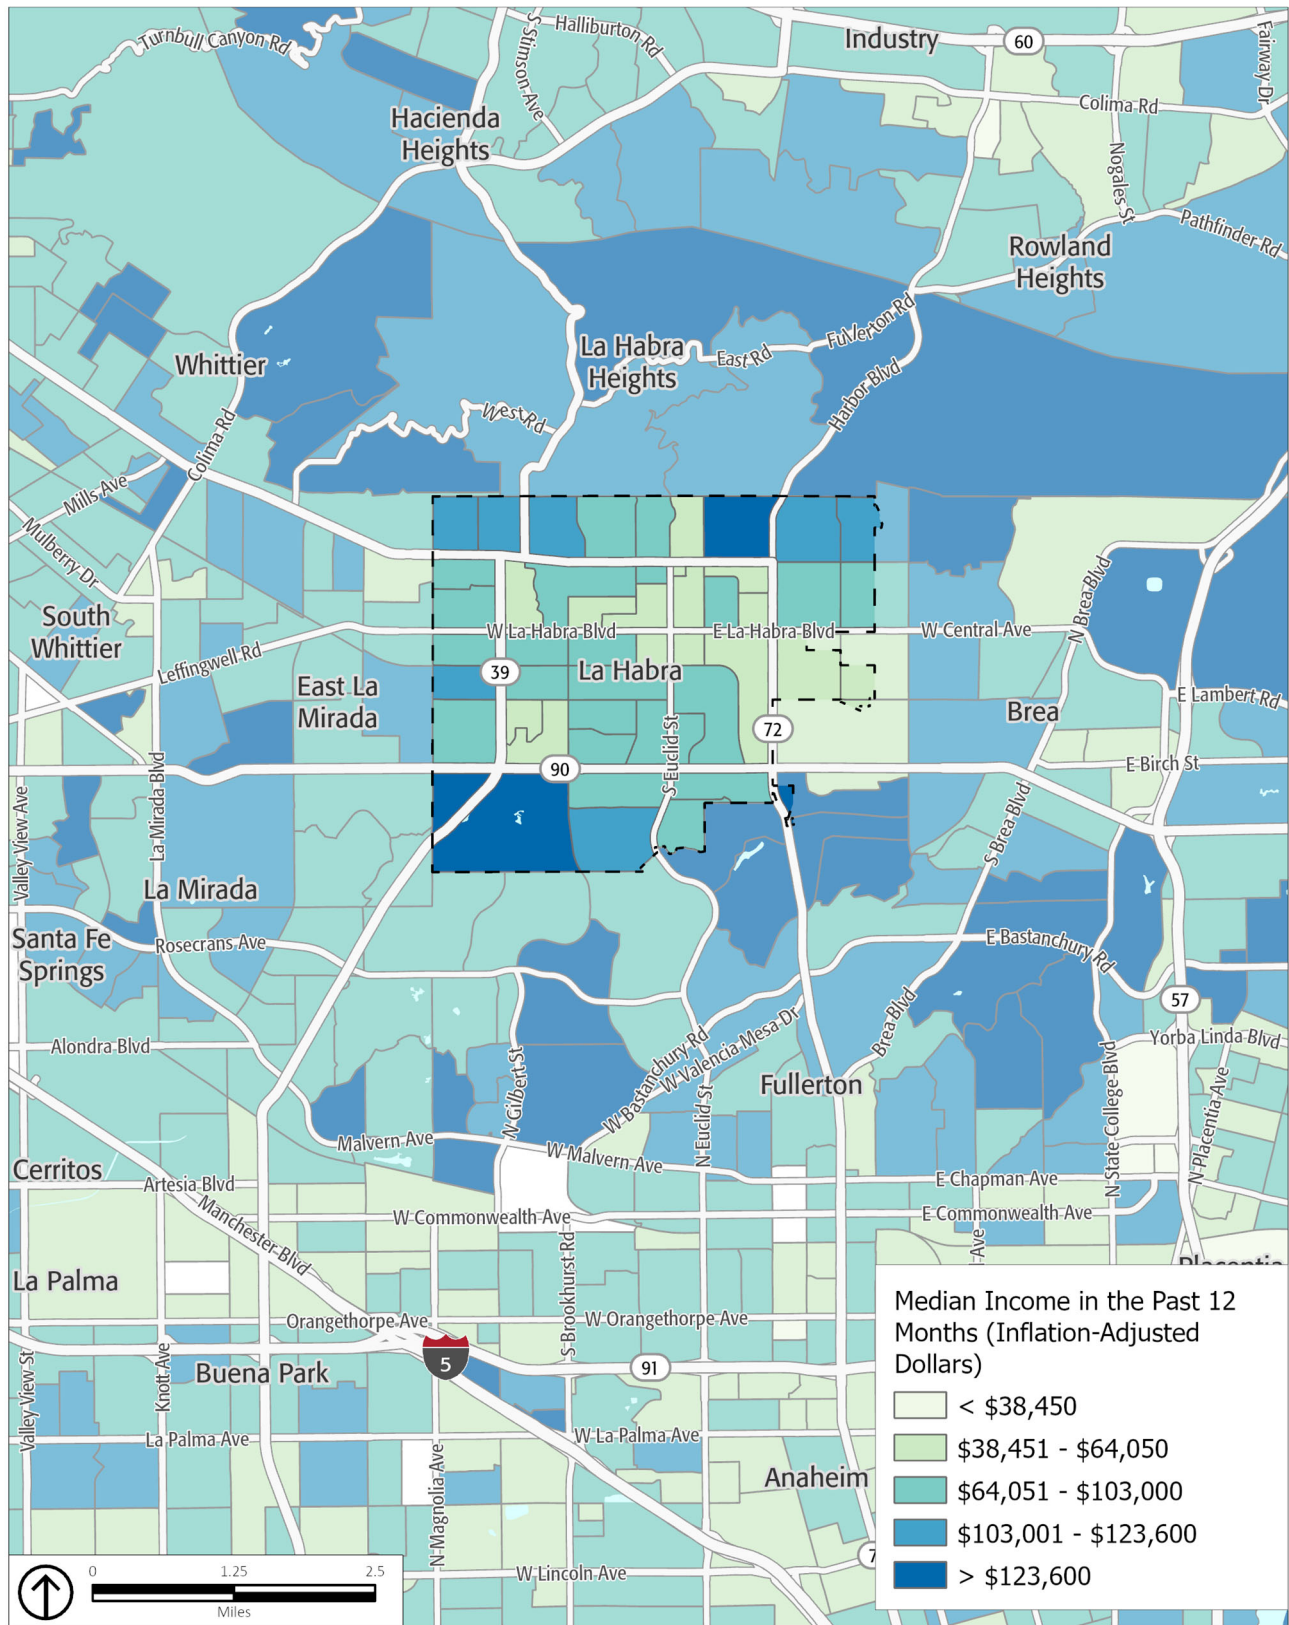 Turnbull Canyon Rd
S Stimson Ave
Halliburton Rd
Industry
60
Fairway Dr
Colima Rd
Hacienda
Heights
Nogales St
Pathfinder Rd
Rowland
Heights
Whittier
La Habra
Heights
East Rd
Fullerton Rd
Harbor Blvd
West Rd
Colima Rd
Mills Ave
Mulberry Dr
South
Whittier
Leffingwell Rd
W La Habra Blvd
E La Habra Blvd
W Central Ave
N Brea Blvd
39
La Habra
East La
Mirada
E Lambert Rd
Brea
72
S Euclid St
90
E Birch St
La Mirada Blvd
Valley View Ave
S Brea Blvd
La Mirada
Santa Fe
Springs
Rosecrans Ave
E Bastanchury Rd
57
Alondra Blvd
Brea Blvd
Yorba Linda Blvd
W Bastanchury Rd
W Valencia Mesa Dr
Fullerton
N Gilbert St
N Euclid St
N State College Blvd
N Placentia Ave
Malvern Ave
W Malvern Ave
Cerritos
Artesia Blvd
E Chapman Ave
Manchester Blvd
W Commonwealth Ave
E Commonwealth Ave
Ave
Placentia
La Palma
S Brookhurst Rd
Orangethorpe Ave
W Orangethorpe Ave
5
91
Valley View St
Knott Ave
Buena Park
La Palma Ave
W La Palma Ave
N Magnolia Ave
Anaheim
7
W Lincoln Ave
Median Income in the Past 12
Months (Inflation-Adjusted
Dollars)
< $38,450
$38,451 - $64,050
$64,051 - $103,000
$103,001 - $123,600
> $123,600
0 1.25 2.5
Miles